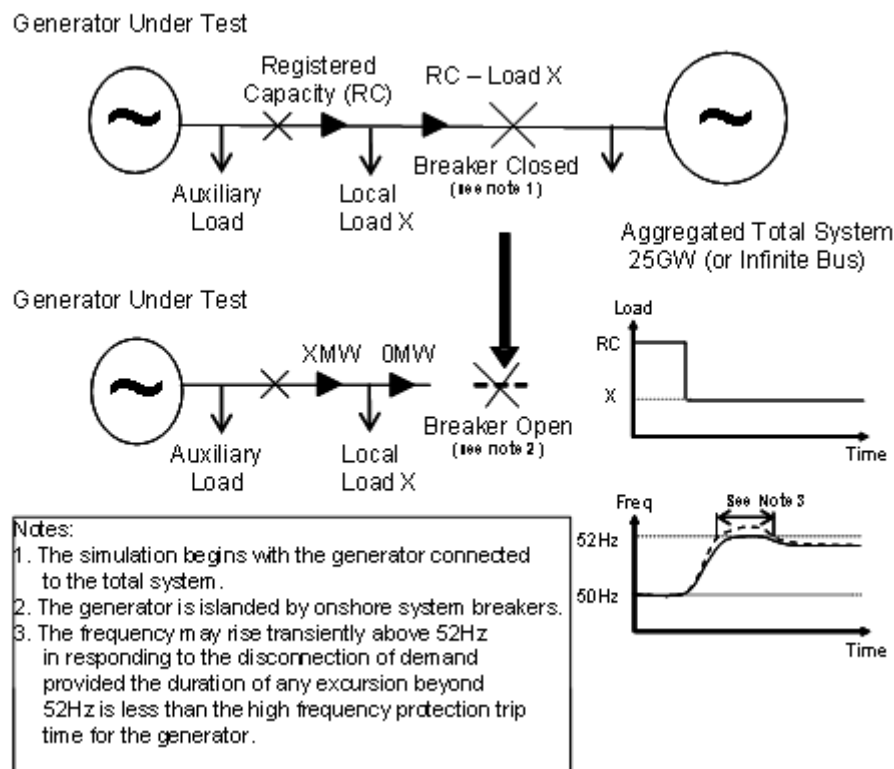 Generator Under Test
Registered
Capacity (RC)
RC – Load X
Auxiliary
Load
Local
Load X
Breaker Closed
(see note 1)
Aggregated Total System
25GW (or Infinite Bus)
Generator Under Test
XMW
0MW
Auxiliary
Load
Local
Load X
Breaker Open
(see note 2)
Load
RC
X
Time
Freq
See Note 3
52Hz
50Hz
Time
Notes:
1. The simulation begins with the generator connected
to the total system.
2. The generator is islanded by onshore system breakers.
3. The frequency may rise transiently above 52Hz
in responding to the disconnection of demand
provided the duration of any excursion beyond
52Hz is less than the high frequency protection trip
time for the generator.